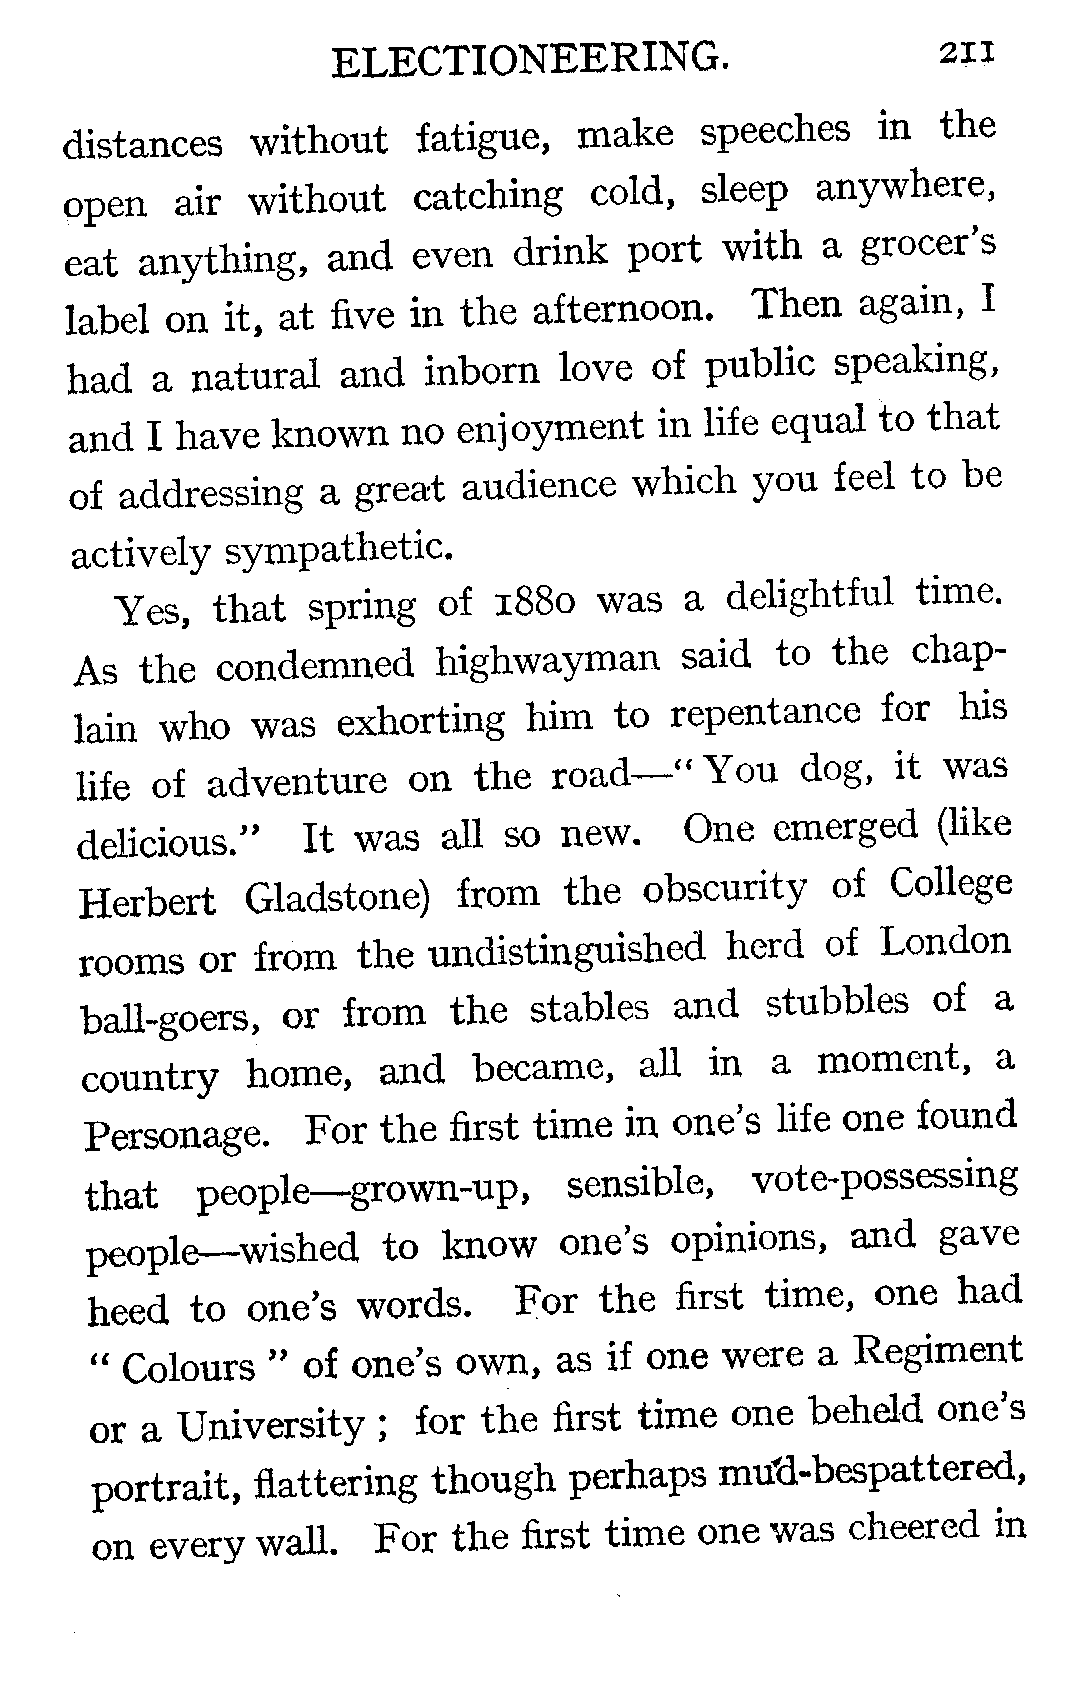 ELECTIONEERING. 211
distances without fatigue, make speeches in the
open air without catching cold, sleep anywhere,
eat anything, and even drink port with a grocer's
label on it, at five in the afternoon. Then again, I
had a natural and inborn love of public speaking,
and I have known no enjoyment in life equal to that
of addressing a great audience which you feel to be
actively sympathetic.
Yes, that spring of 1880 was a delightful time.
As the condemned highwayman said to the chap-
lain who was exhorting him to repentance for his
life of adventure on the road—“ You dog, it was
delicious.” It was all so new. One emerged (like
Herbert Gladstone) from the obscurity of College
rooms or from the undistinguished herd of London
ball-goers, or from the stables and stubbles of a
country home, and became, all in a moment, a
Personage. For the first time in one's life one found
that people—grown-up, sensible, vote-possessing
people—wished to know one's opinions, and gave
heed to one's words. For the first time, one had
“ Colours ” of one's own, as if one were a Regiment
or a University ; for the first time one beheld one's
portrait, flattering though perhaps mud-bespattered,
on every wall. For the first time one was cheered in